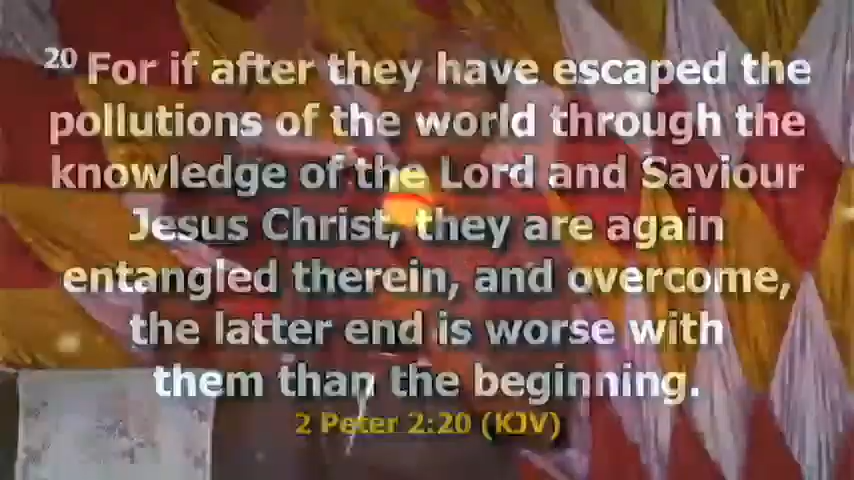 20 For if after they have escaped the
pollutions of the world through the
knowledge of the Lord and Saviour
Jesus Christ, they are again
entangled therein, and overcome,
the latter end is worse with
them than the beginning.
2 Peter 2:20 (KJV)